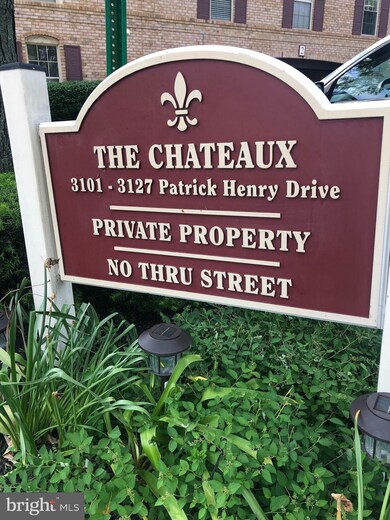 THE CHATEAUX
3101 - 3127 Patrick Henry Drive
PRIVATE PROPERTY
NO THRU STREET
bright MLS